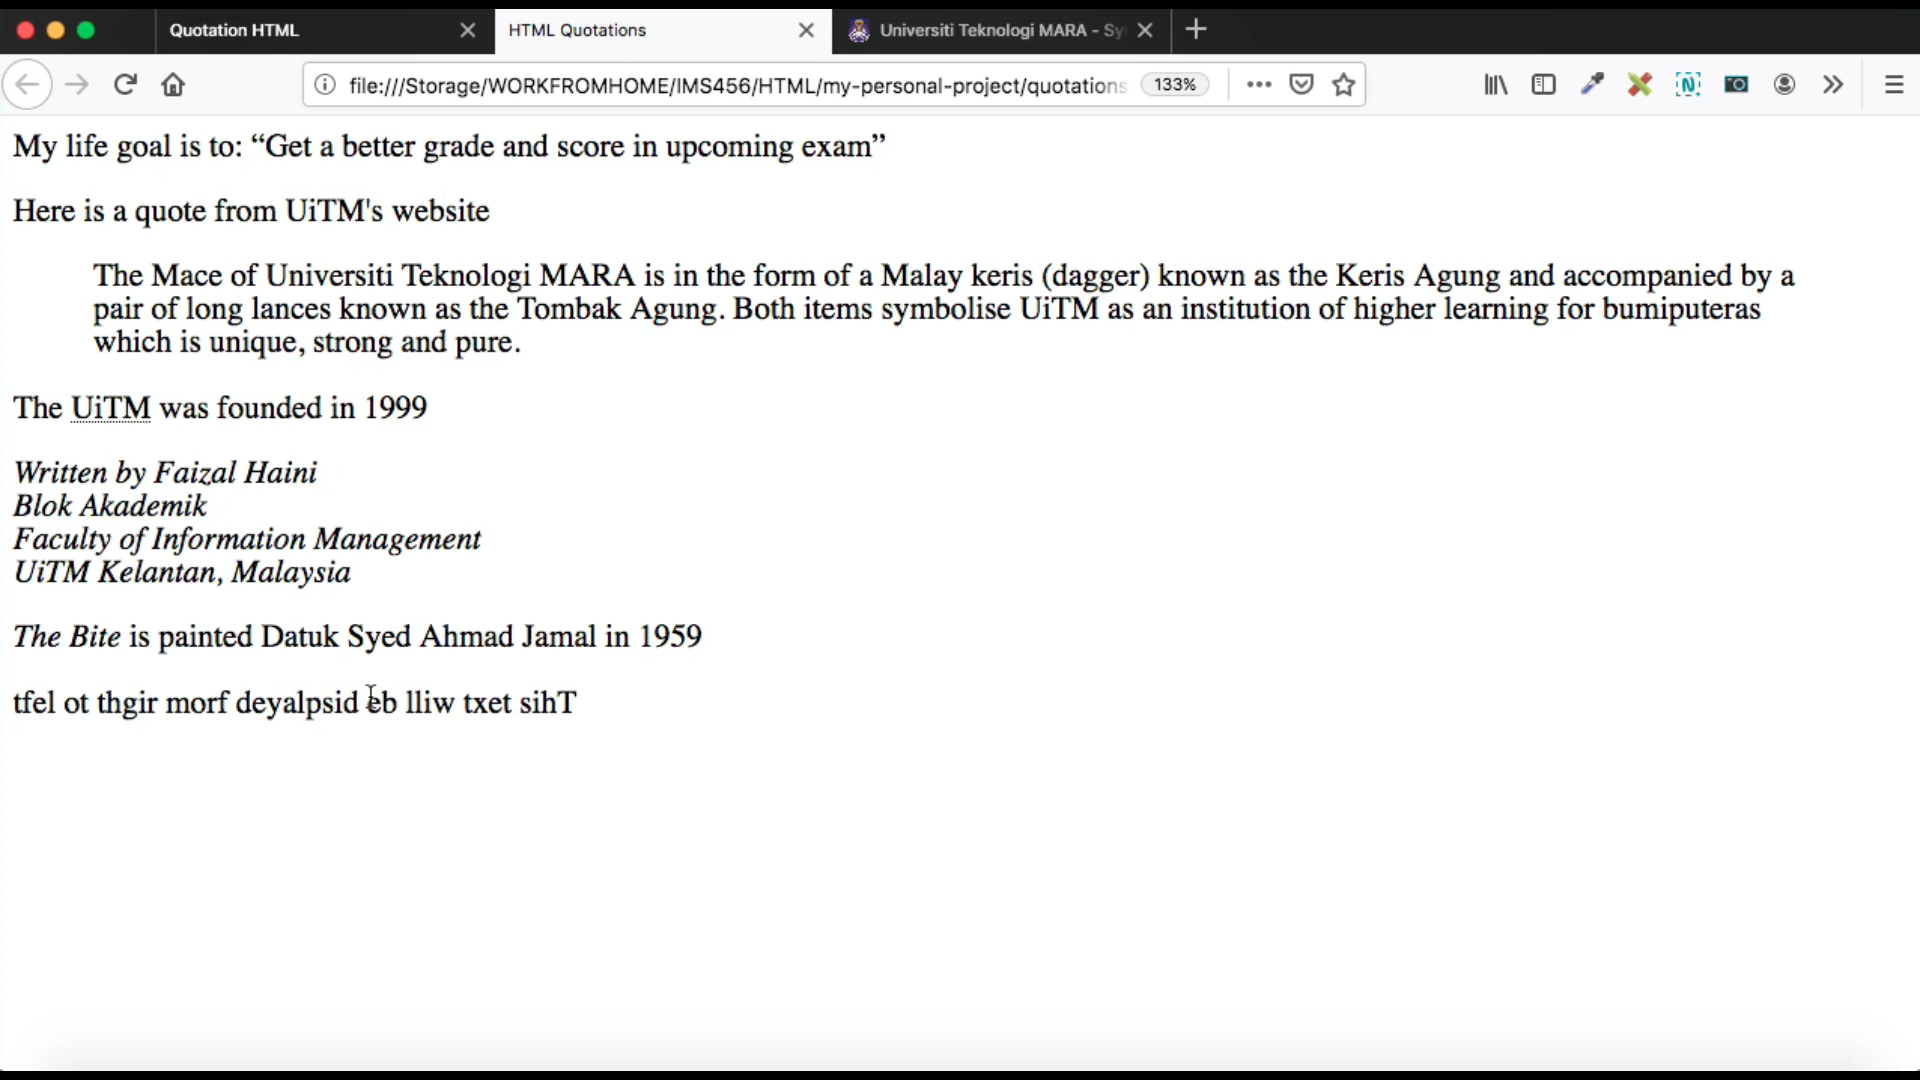 Quotation HTML
HTML Quotations
Universiti Teknologi MARA - Sy
file:///Storage/WORKFROMHOME/IMS456/HTML/my-personal-project/quotations
133%
My life goal is to: “Get a better grade and score in upcoming exam”
Here is a quote from UiTM's website
The Mace of Universiti Teknologi MARA is in the form of a Malay keris (dagger) known as the Keris Agung and accompanied by a
pair of long lances known as the Tombak Agung. Both items symbolise UiTM as an institution of higher learning for bumiputeras
which is unique, strong and pure.
The UiTM was founded in 1999
Written by Faizal Haini
Blok Akademik
Faculty of Information Management
UiTM Kelantan, Malaysia
The Bite is painted Datuk Syed Ahmad Jamal in 1959
tfel ot thgir morf deyalpsid eb lliw txet sihT